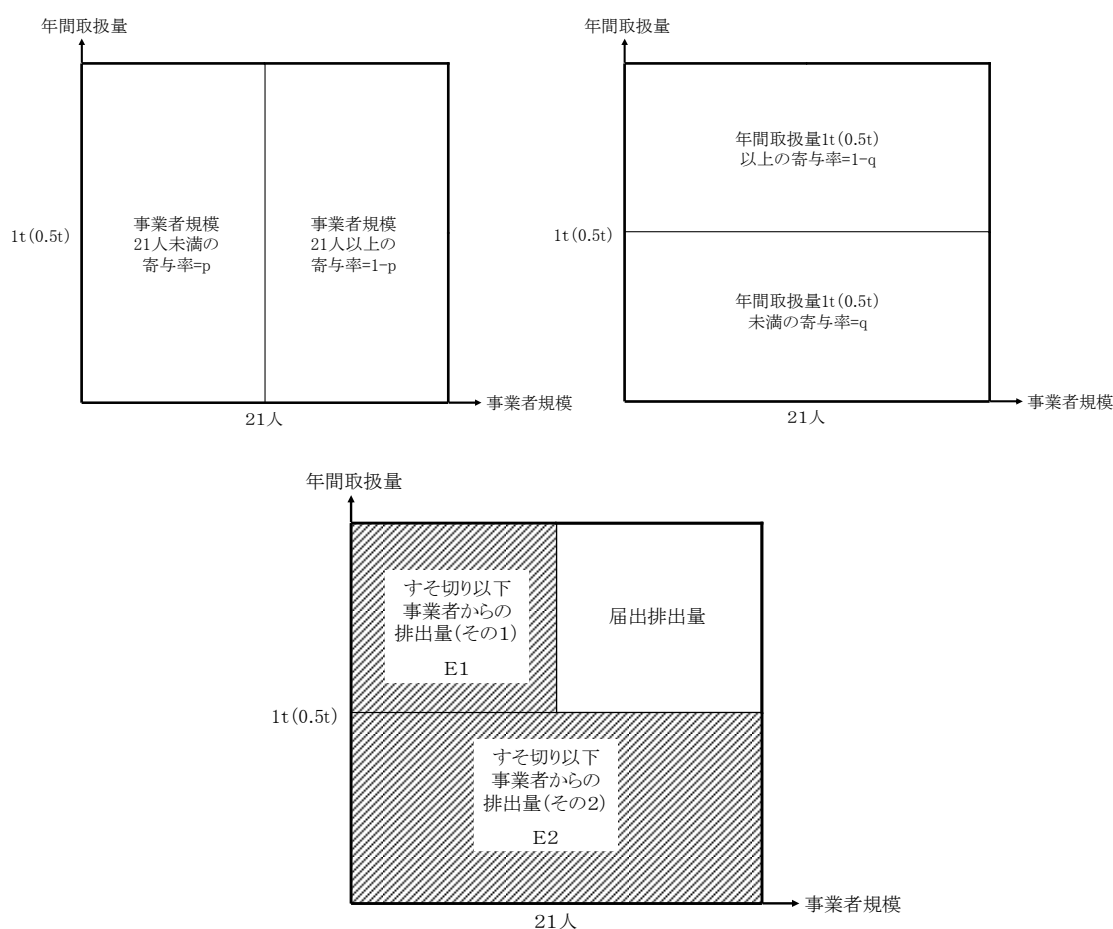 年間取扱量
1t(0.5t)
事業者規模
21人未満の
寄与率=p
事業者規模
21人以上の
寄与率=1-p
21人
事業者規模
年間取扱量
1t(0.5t)
年間取扱量1t(0.5t)
以上の寄与率=1-q
年間取扱量1t(0.5t)
未満の寄与率=q
21人
事業者規模
年間取扱量
すそ切り以下
事業者からの
排出量(その1)
E1
届出排出量
1t(0.5t)
すそ切り以下
事業者からの
排出量(その2)
E2
21人
事業者規模